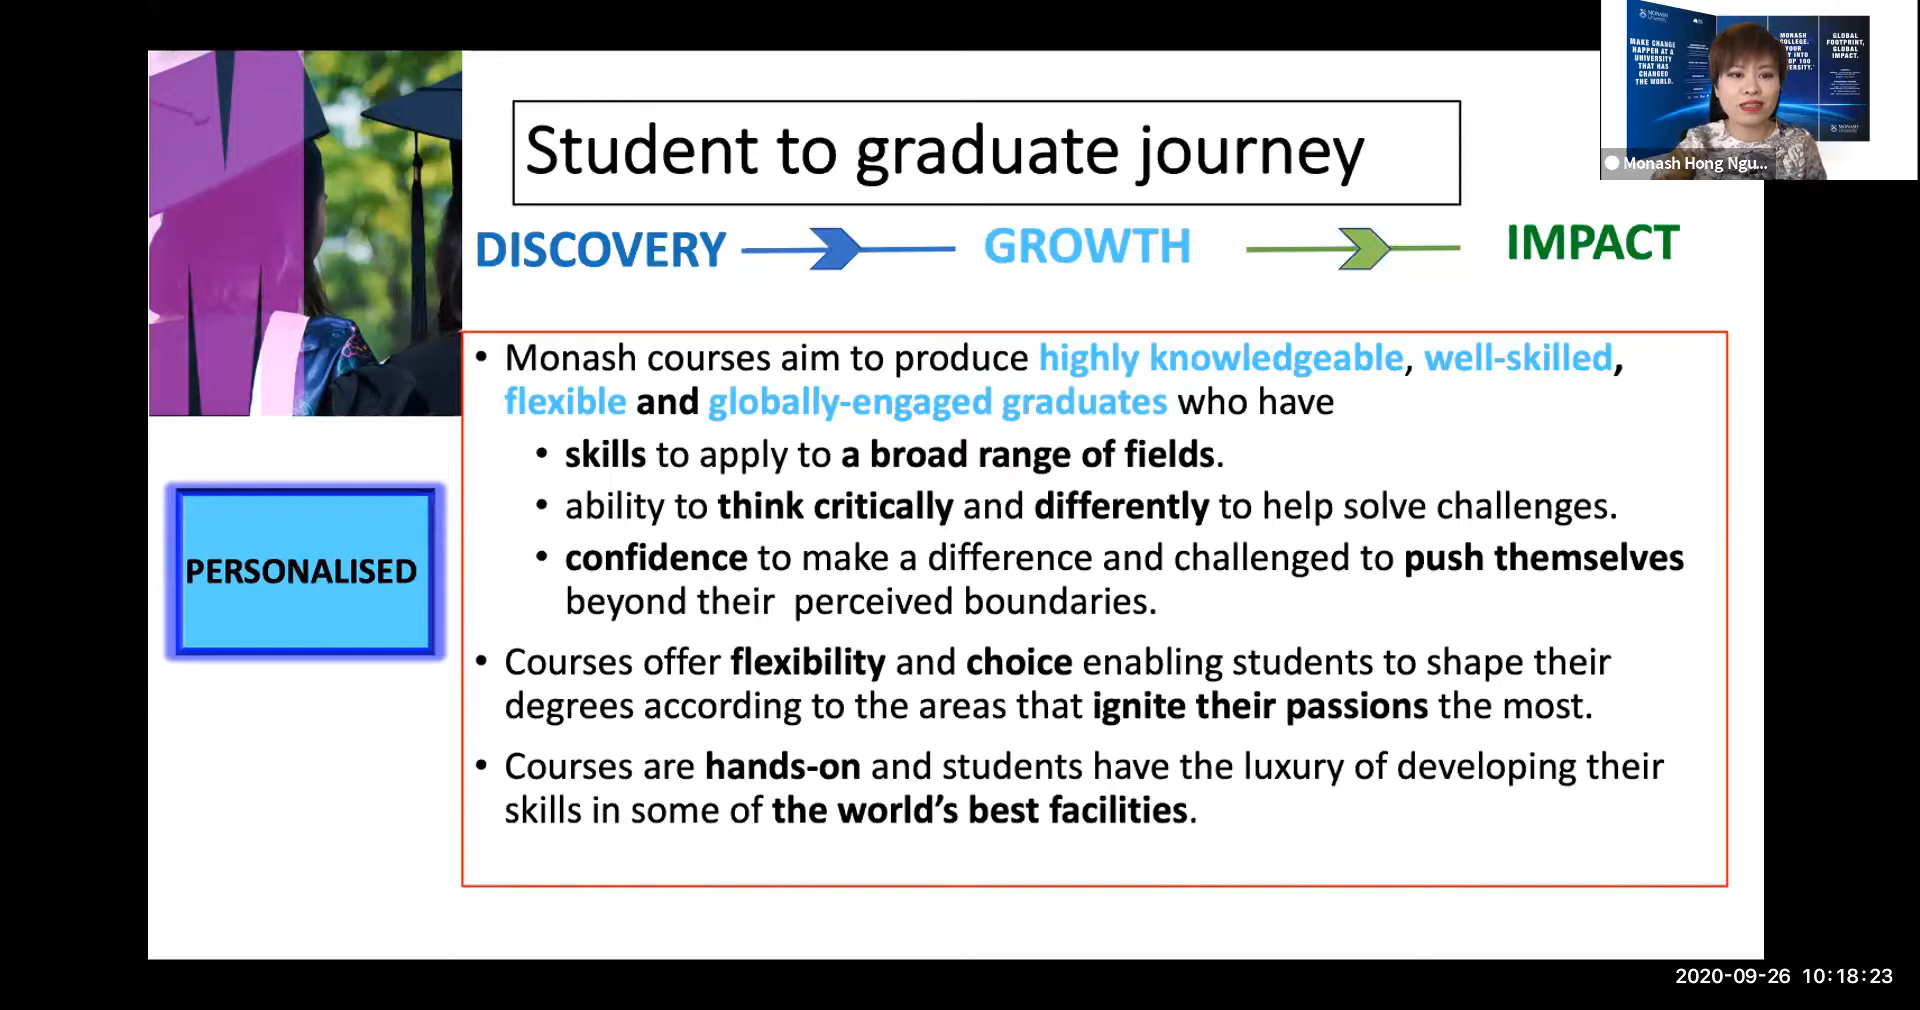 MONASH
University
MAKE CHANGE
HAPPEN AT A
UNIVERSITY
THAT HAS
CHANGED
THE WORLD.
MONASH
COLLEGE.
GLOBAL
FOOTPRINT,
GLOBAL
IMPACT.
MONASH
Monash Hong Ngu...
Student to graduate journey
DISCOVERY GROWTH IMPACT
• Monash courses aim to produce highly knowledgeable, well-skilled,
flexible and globally-engaged graduates who have
• skills to apply to a broad range of fields.
• ability to think critically and differently to help solve challenges.
• confidence to make a difference and challenged to push themselves
beyond their perceived boundaries.
PERSONALISED
• Courses offer flexibility and choice enabling students to shape their
degrees according to the areas that ignite their passions the most.
• Courses are hands-on and students have the luxury of developing their
skills in some of the world’s best facilities.
2020-09-26 10:18:23